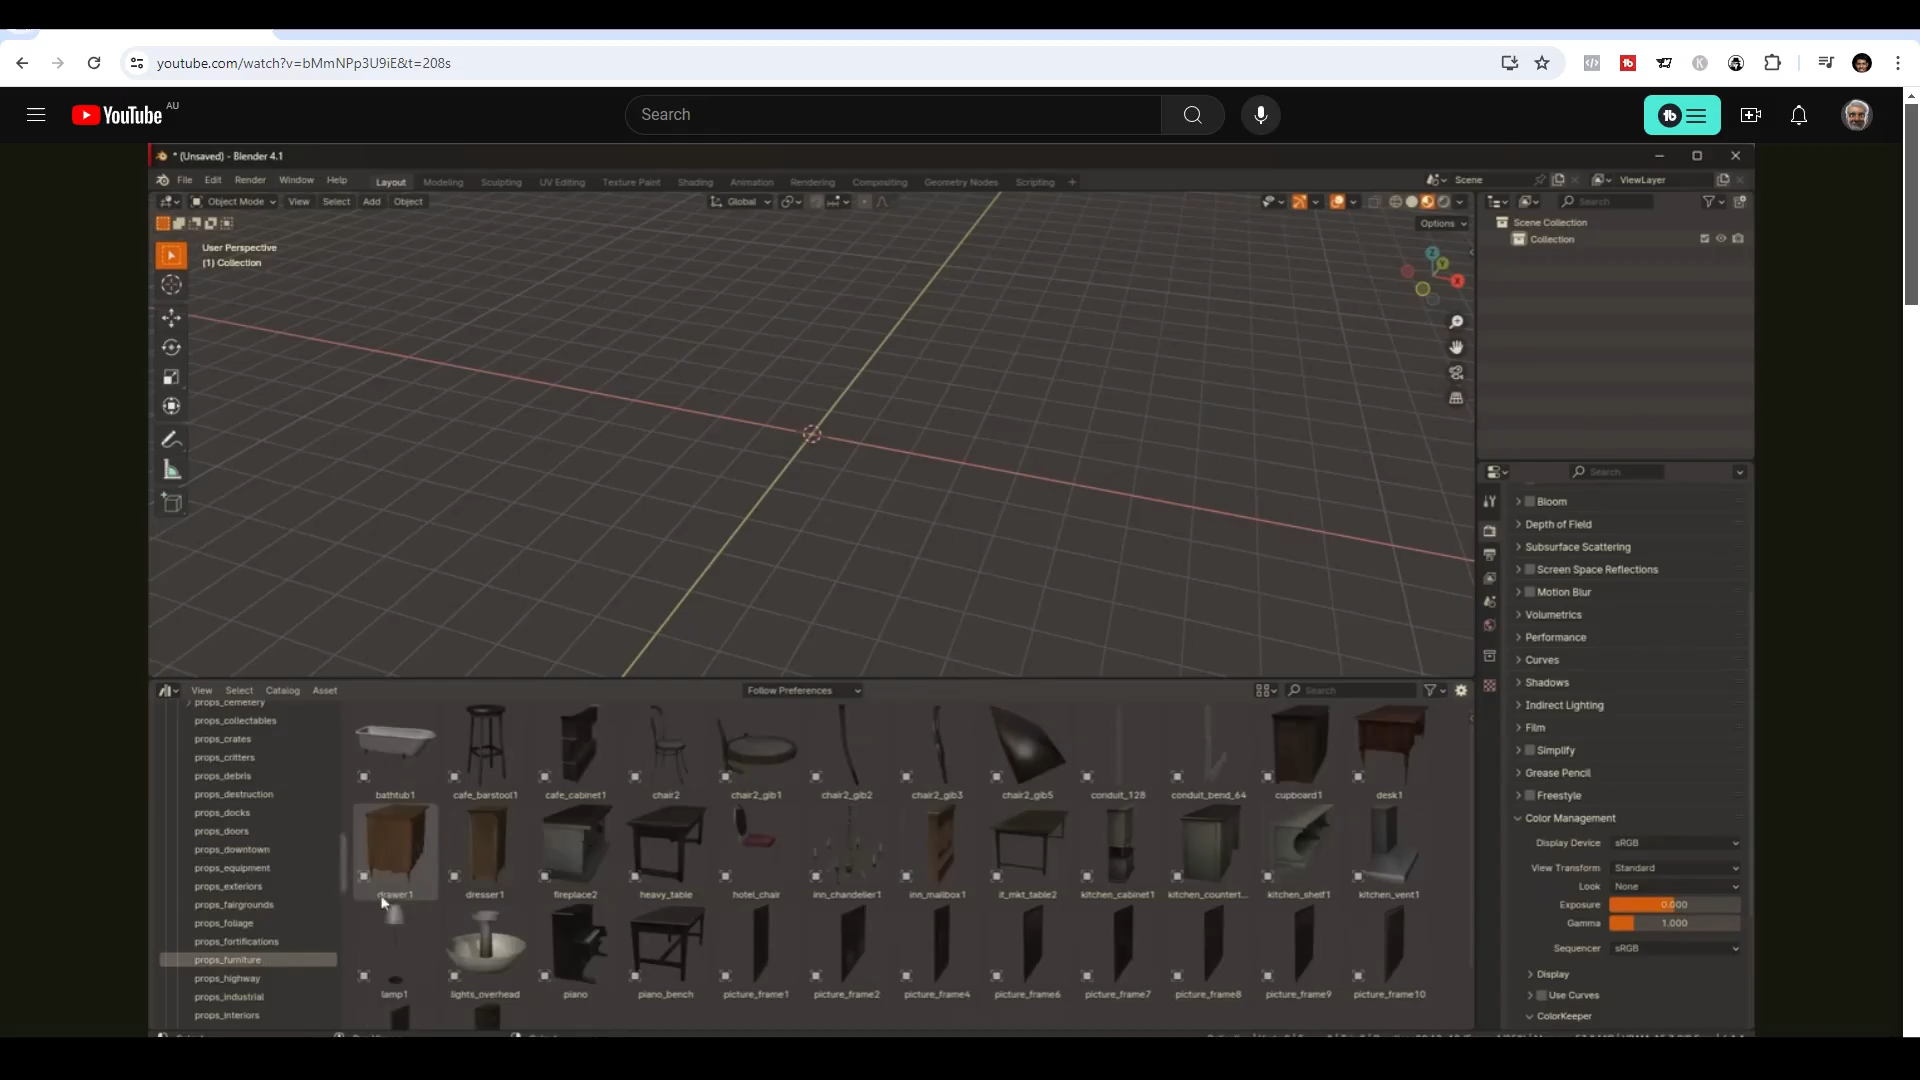 youtube.com/watch?v=bMmNPp3U9iE&t=208s
YouTube AU
Search
* (Unsaved) - Blender 4.1
File Edit Render Window Help Layout Modeling Sculpting UV Editing Texture Paint Shading Animation Rendering Compositing Geometry Nodes Scripting + Scene ViewLayer
Object Mode View Select Add Object Global Search
Options
User Perspective
(1) Collection
Scene Collection
Collection
Z
Y
X
Search
Bloom
Depth of Field
Subsurface Scattering
Screen Space Reflections
Motion Blur
Volumetrics
Performance
Curves
Shadows
Indirect Lighting
Film
Simplify
Grease Pencil
Freestyle
Color Management
Display Device sRGB
View Transform Standard
Look None
Exposure 0.000
Gamma 1.000
Sequencer sRGB
Display
Use Curves
ColorKeeper
View Select Catalog Asset Follow Preferences Search
props_cemetery
props_collectables
props_crates
props_critters
props_debris
props_destruction
props_docks
props_doors
props_downtown
props_equipment
props_exteriors
props_fairgrounds
props_foliage
props_fortifications
props_furniture
props_highway
props_industrial
props_interiors
bathtub1 cafe_barstool1 cafe_cabinet1 chair2 chair2_gib1 chair2_gib2 chair2_gib3 chair2_gib5 conduit_128 conduit_bend_64 cupboard1 desk1
drawer1 dresser1 fireplace2 heavy_table hotel_chair inn_chandelier1 inn_mailbox1 it_mkt_table2 kitchen_cabinet1 kitchen_countert... kitchen_shelf1 kitchen_vent1
lamp1 lights_overhead piano piano_bench picture_frame1 picture_frame2 picture_frame4 picture_frame6 picture_frame7 picture_frame8 picture_frame9 picture_frame10